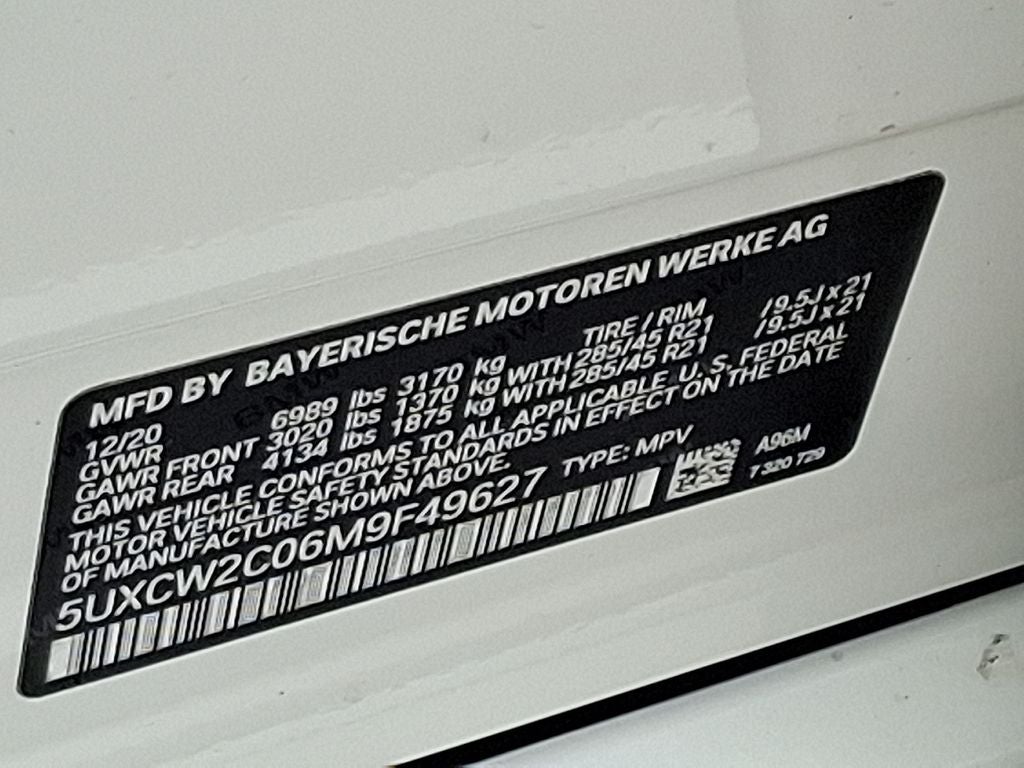 MFD BY BAYERISCHE MOTOREN WERKE AG
12/20 TIRE / RIM
GVWR 6989 lbs 3170 kg
GAWR FRONT 3020 lbs 1370 kg WITH 285/45 R21 / 9.5J x 21
GAWR REAR 4134 lbs 1875 kg WITH 285/45 R21 / 9.5J x 21
THIS VEHICLE CONFORMS TO ALL APPLICABLE U. S. FEDERAL
MOTOR VEHICLE SAFETY STANDARDS IN EFFECT ON THE DATE
OF MANUFACTURE SHOWN ABOVE.
5UXCW2C06M9F49627 TYPE: MPV A96M
7 320 729